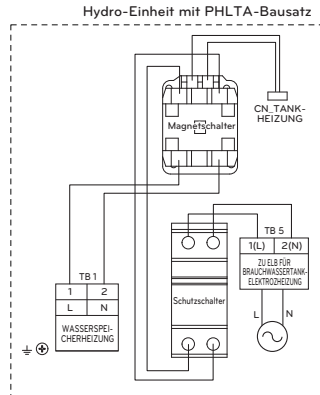 Hydro-Einheit mit PHLTA-Bausatz
CN_TANK-
HEIZUNG
Magnetschalter
TB 5
1(L) 2(N)
ZU ELB FÜR
BRAUCHWASSERTANK-
ELEKTROHEIZUNG
L N
TB 1
1 2
L N
WASSERSPEI-
CHERHEIZUNG
Schutzschalter